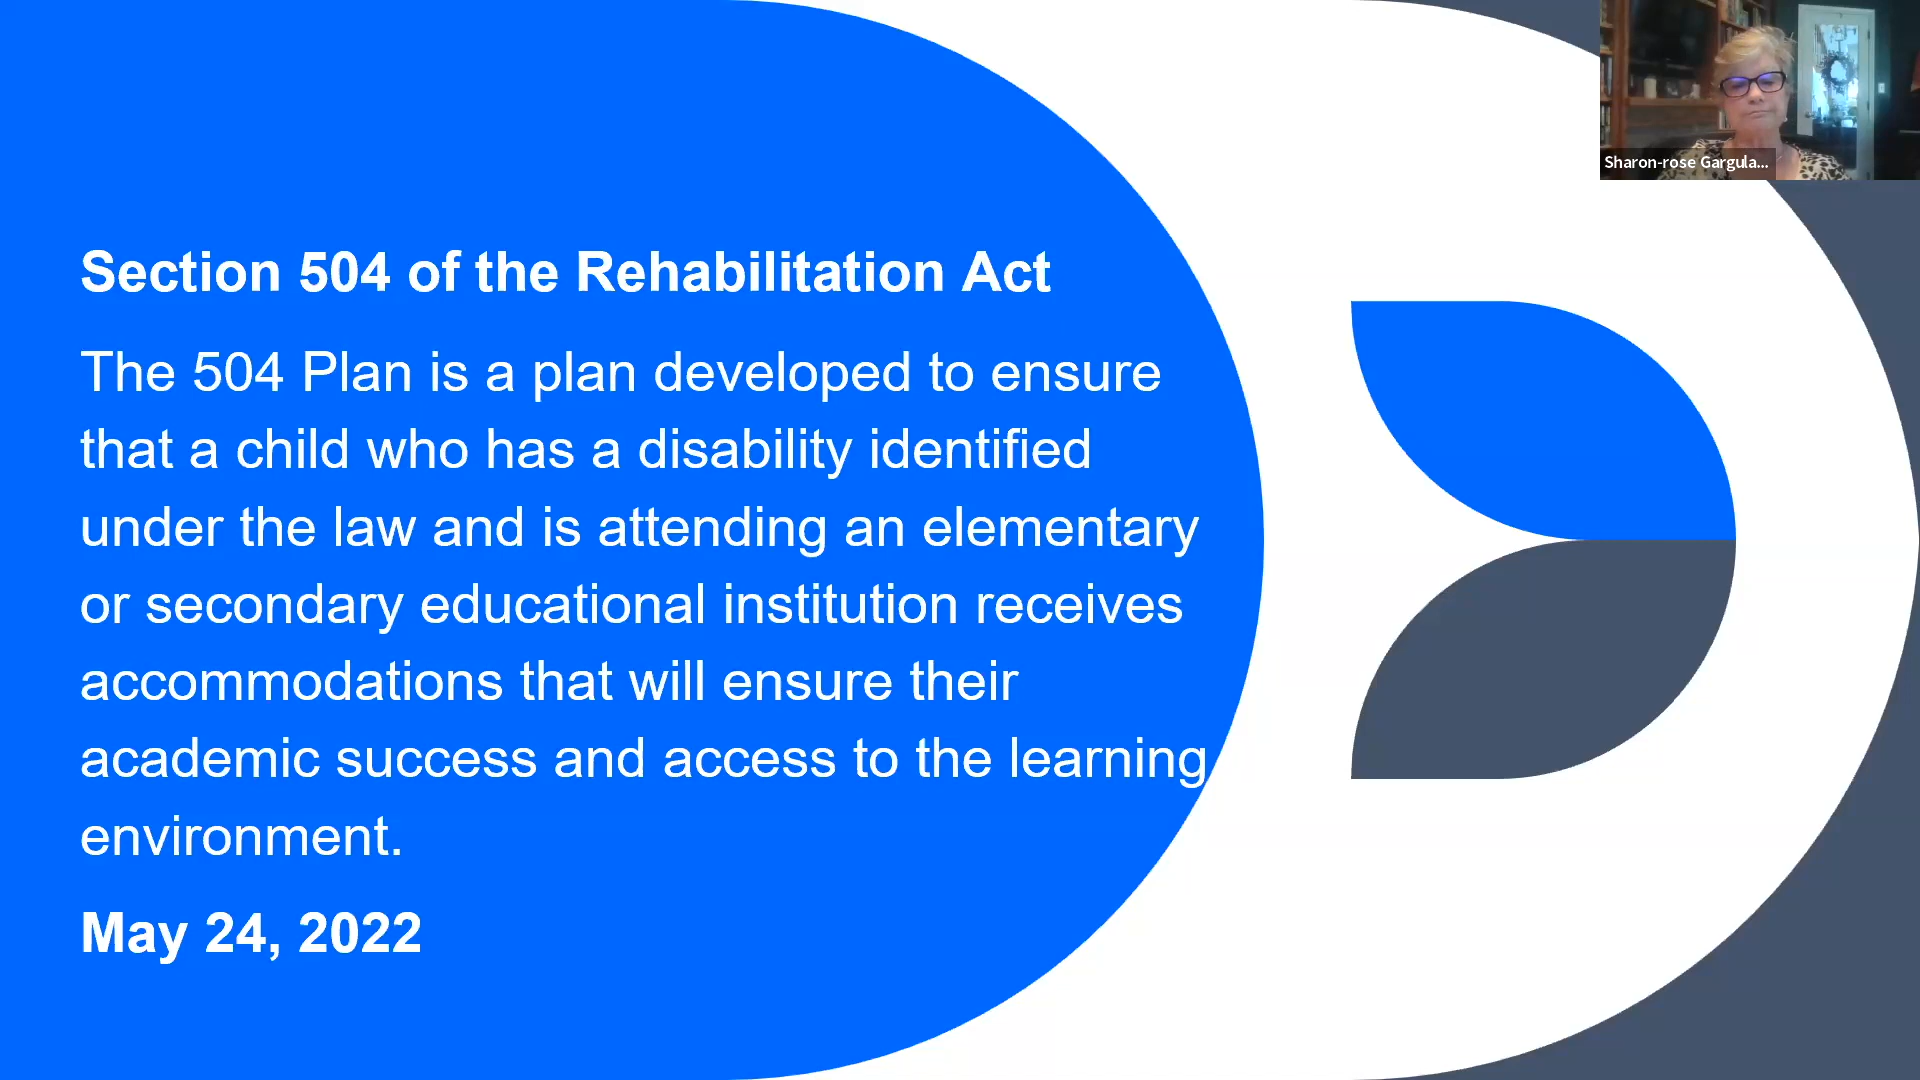 Sharon-rose Gargula...
Section 504 of the Rehabilitation Act
The 504 Plan is a plan developed to ensure
that a child who has a disability identified
under the law and is attending an elementary
or secondary educational institution receives
accommodations that will ensure their
academic success and access to the learning
environment.
May 24, 2022